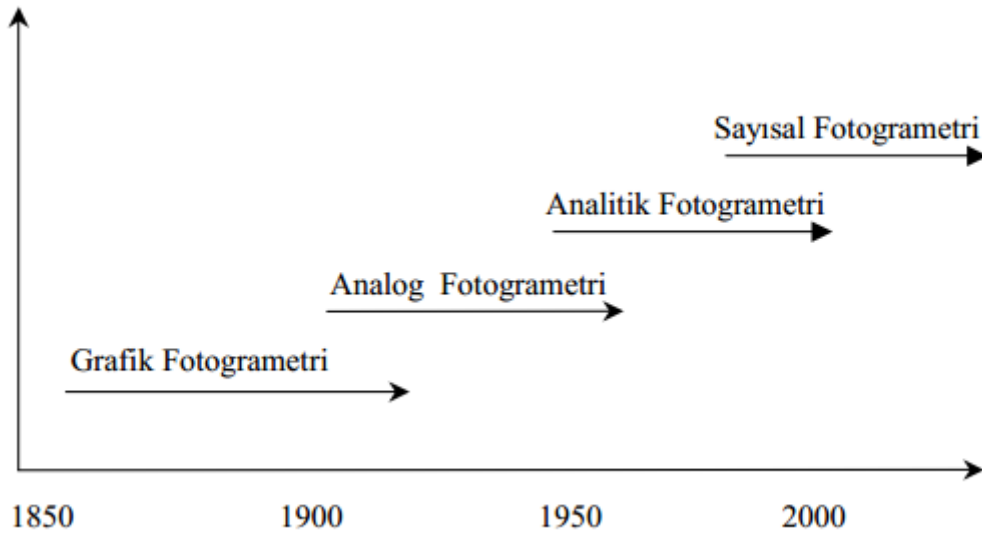 Sayısal Fotogrametri
Analitik Fotogrametri
Analog Fotogrametri
Grafik Fotogrametri
1850 1900 1950 2000